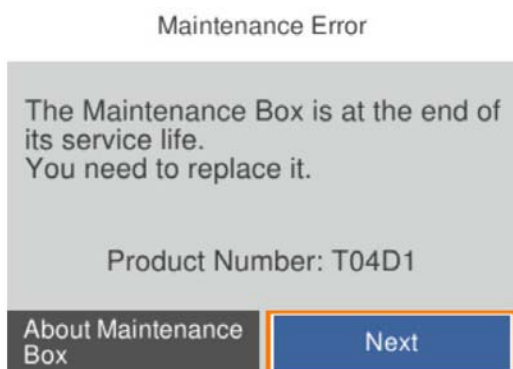 Maintenance Error
The Maintenance Box is at the end of
its service life.
You need to replace it.
Product Number: T04D1
About Maintenance
Box
Next